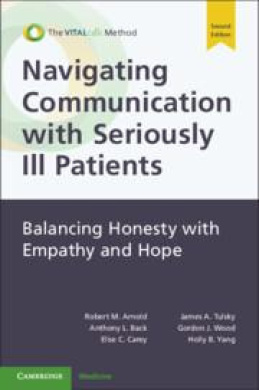 The VITALtalk Method
Second
Edition
Navigating
Communication
with Seriously
Ill Patients
Balancing Honesty with
Empathy and Hope
Robert M. Arnold
Anthony L. Back
Elise C. Carey
James A. Tulsky
Gordon J. Wood
Holly B. Yang
CAMBRIDGE
Medicine